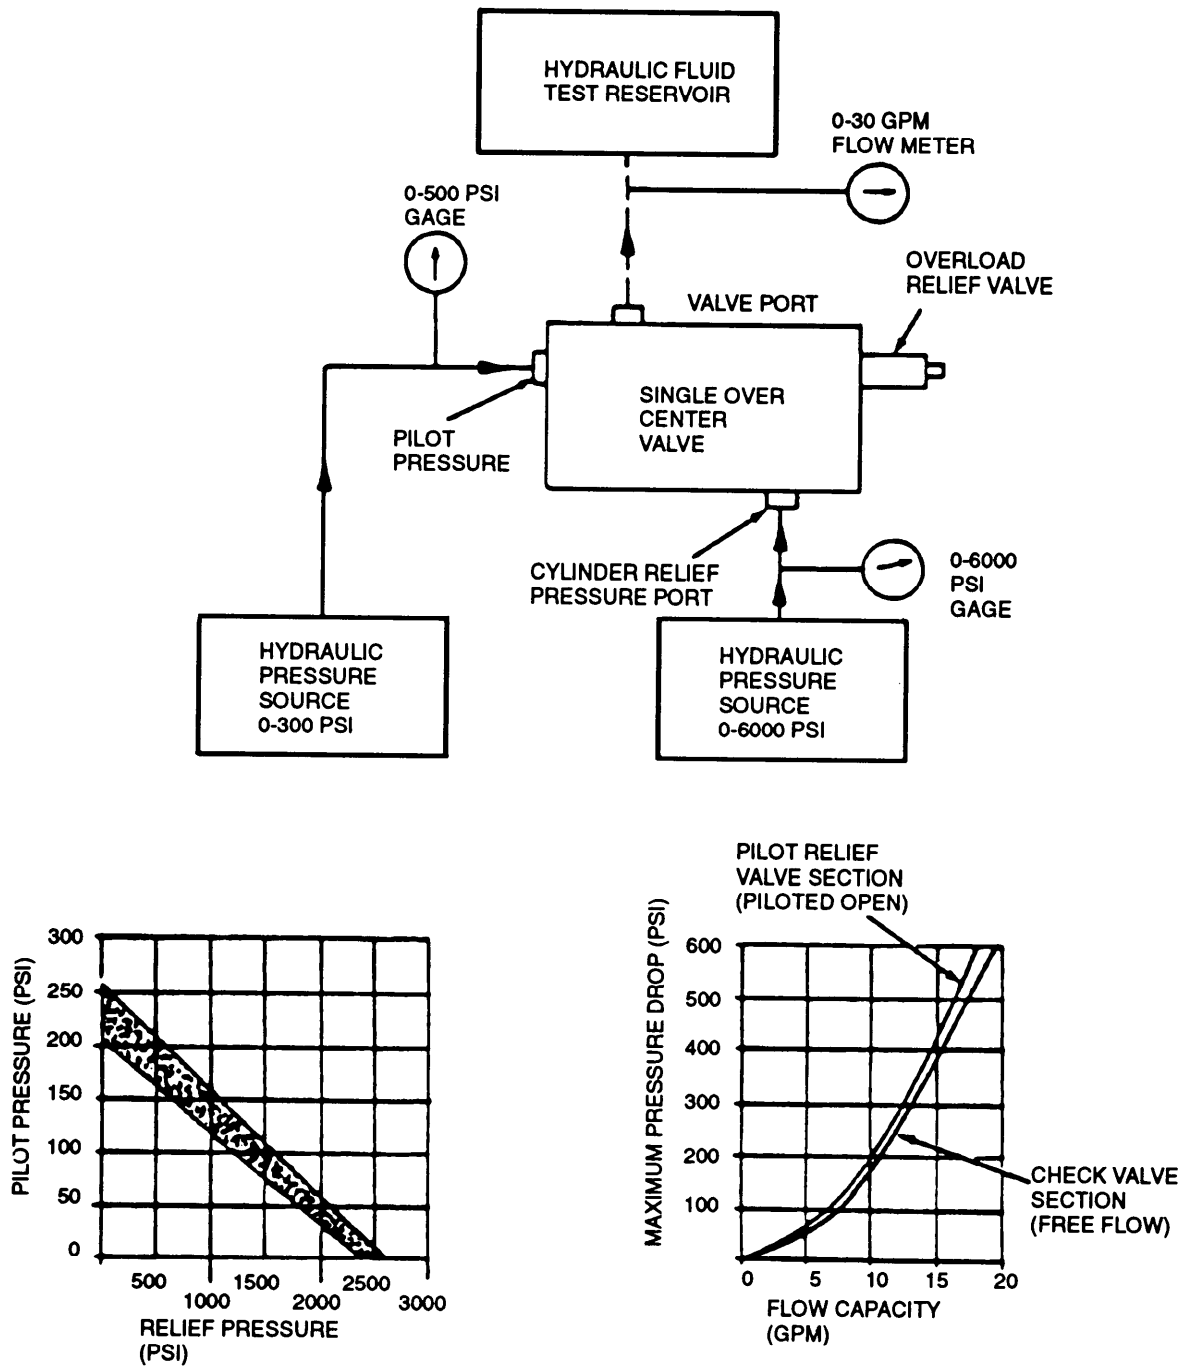 HYDRAULIC FLUID
TEST RESERVOIR
0-30 GPM
FLOW METER
0-500 PSI
GAGE
OVERLOAD
RELIEF VALVE
VALVE PORT
SINGLE OVER
CENTER
VALVE
PILOT
PRESSURE
CYLINDER RELIEF
PRESSURE PORT
0-6000
PSI
GAGE
HYDRAULIC
PRESSURE
SOURCE
0-300 PSI
HYDRAULIC
PRESSURE
SOURCE
0-6000 PSI
PILOT PRESSURE (PSI)
300
250
200
150
100
50
0
500
1000
1500
2000
2500
3000
RELIEF PRESSURE
(PSI)
PILOT RELIEF
VALVE SECTION
(PILOTED OPEN)
MAXIMUM PRESSURE DROP (PSI)
600
500
400
300
200
100
CHECK VALVE
SECTION
(FREE FLOW)
0
5
10
15
20
FLOW CAPACITY
(GPM)